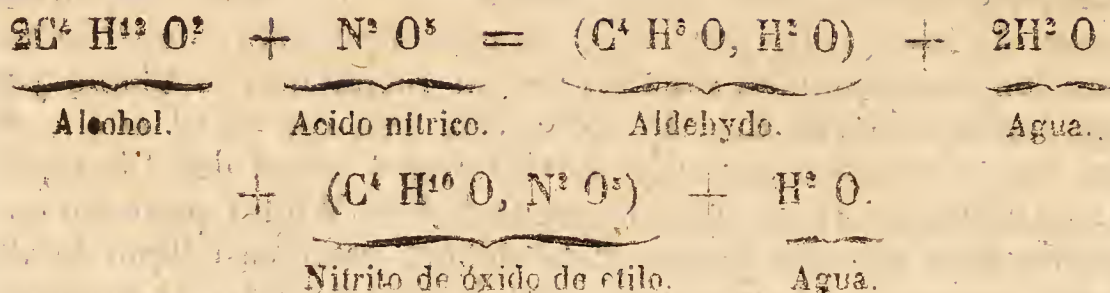 2C⁴ H¹² O² + N² O⁵ = (C⁴ H⁶ O, H² O) + 2H² O
Alcohol. Acido nitrico. Aldehydo. Agua.
+ (C⁴ H¹⁰ O, N² O³) + H² O.
Nitrito de óxido de etilo. Agua.